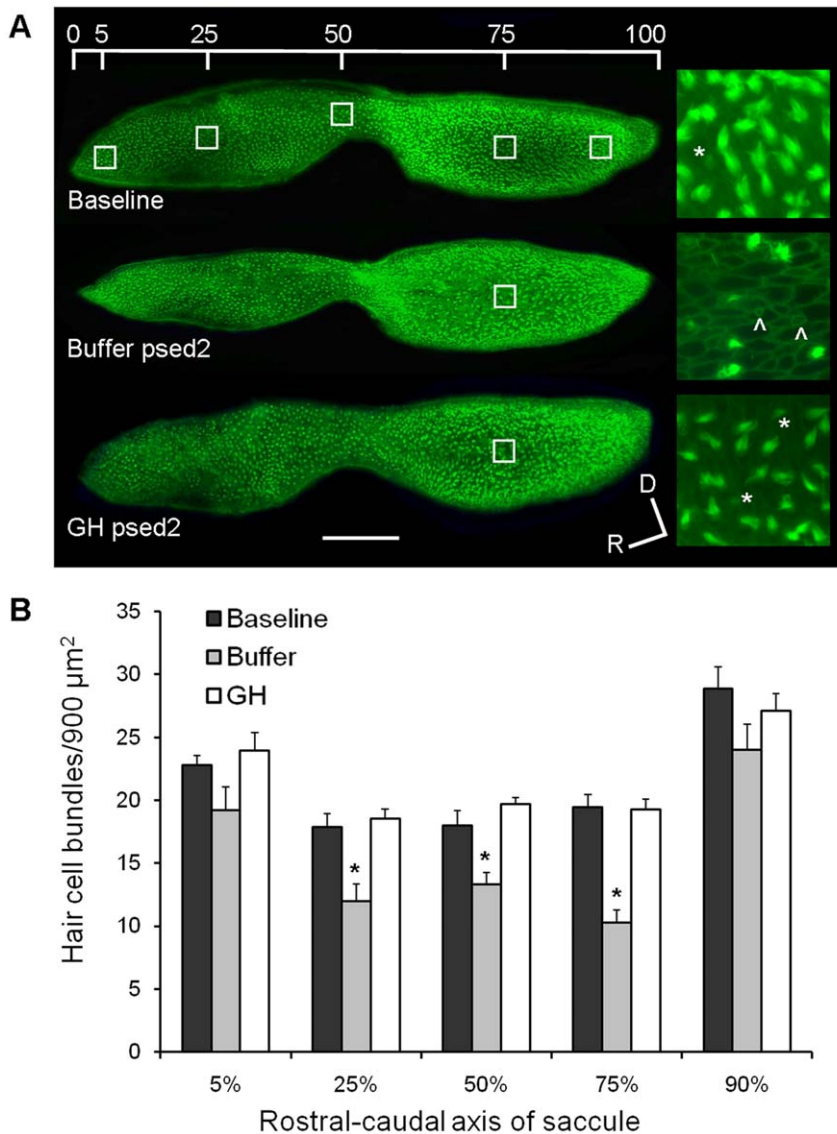 A
0 5 25 50 75 100
*
Baseline
^ ^
Buffer psed2
*
*
D
R
GH psed2
B
Hair cell bundles/900 µm²
35
30
25
20
15
10
5
0
Baseline
Buffer
GH
* * *
5% 25% 50% 75% 90%
Rostral-caudal axis of saccule